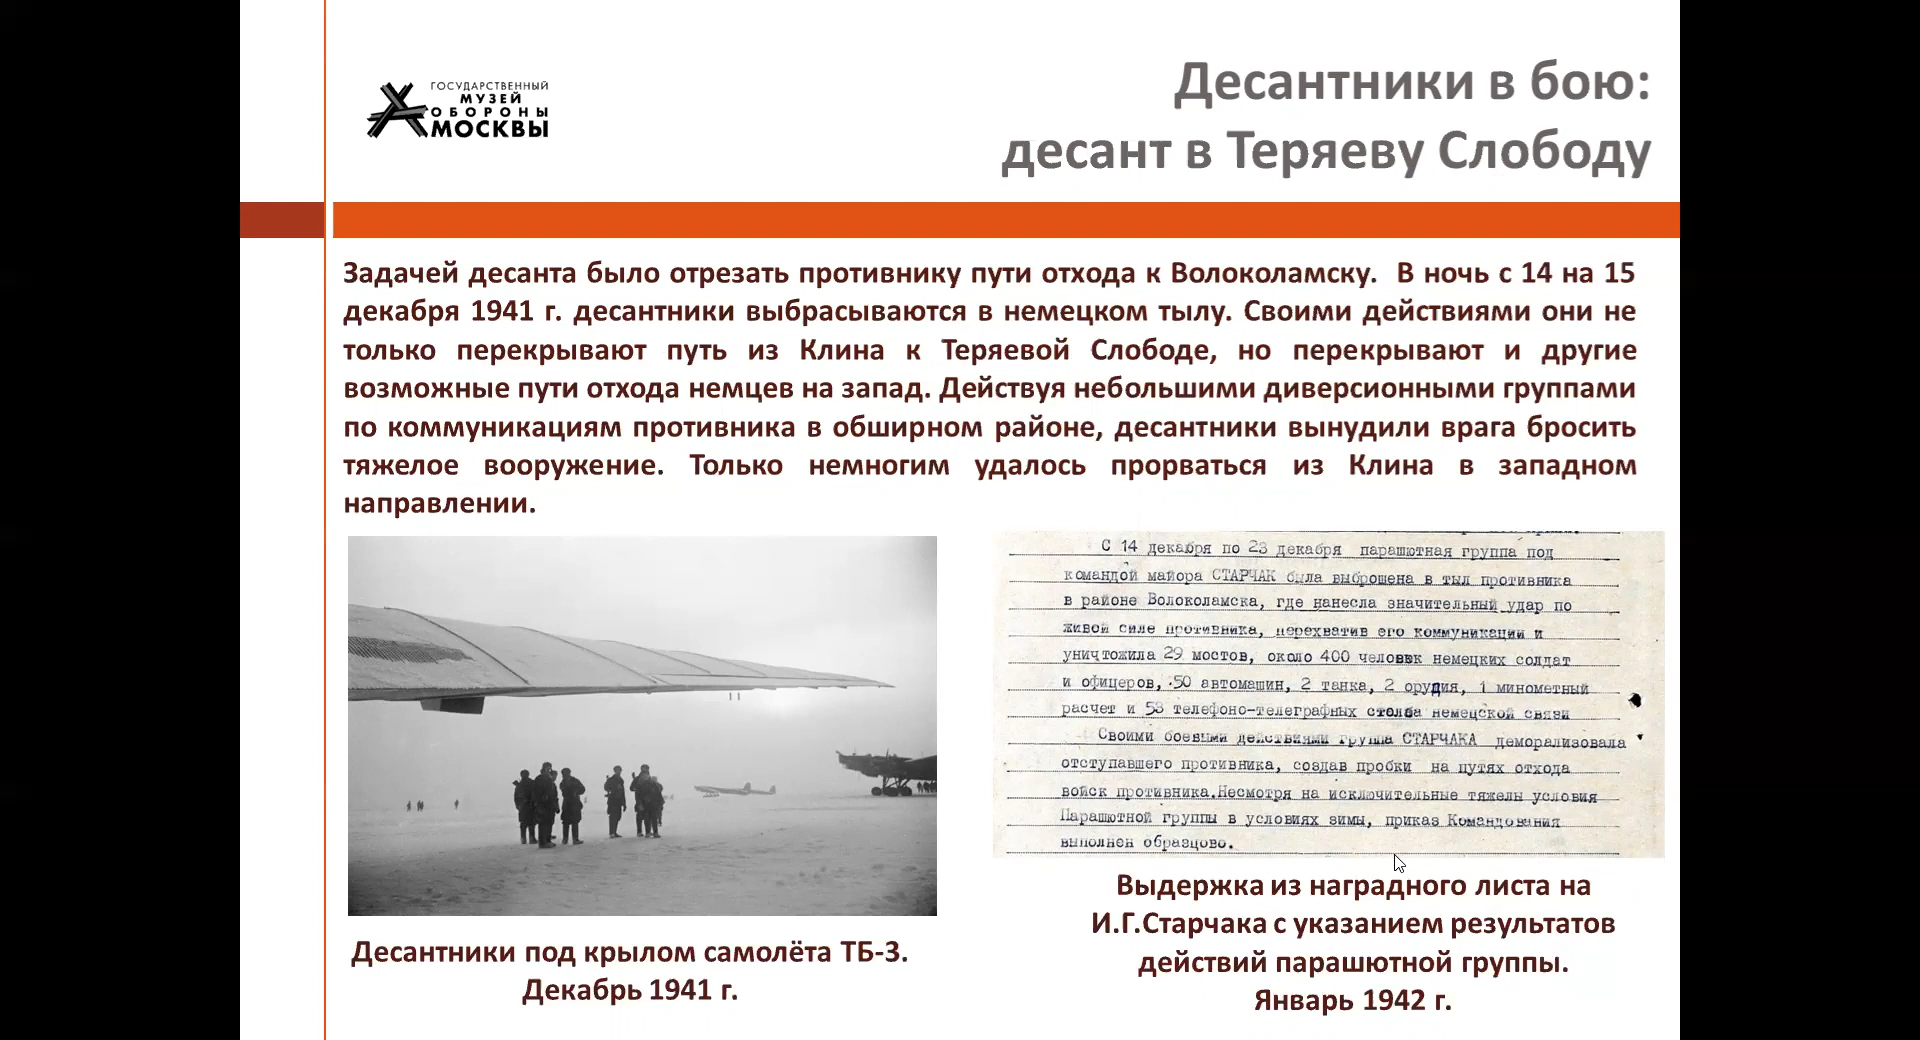 ГОСУДАРСТВЕННЫЙ
МУЗЕЙ
ОБОРОНЫ
МОСКВЫ
Десантники в бою:
десант в Теряеву Слободу
Задачей десанта было отрезать противнику пути отхода к Волоколамску. В ночь с 14 на 15
декабря 1941 г. десантники выбрасываются в немецком тылу. Своими действиями они не
только перекрывают путь из Клина к Теряевой Слободе, но перекрывают и другие
возможные пути отхода немцев на запад. Действуя небольшими диверсионными группами
по коммуникациям противника в обширном районе, десантники вынудили врага бросить
тяжелое вооружение. Только немногим удалось прорваться из Клина в западном
направлении.
С 14 декабря по 23 декабря парашютная группа под
командой майора СТАРЧАК была выброшена в тыл противника
в районе Волоколамска, где нанесла значительный удар по
живой силе противника, перехватив его коммуникации и
уничтожила 29 мостов, около 400 человек немецких солдат
и офицеров, 50 автомашин, 2 танка, 2 орудия, 1 минометный
расчет и 53 телефоно-телеграфных столба немецкой связи
Своими боевыми действиями группа СТАРЧАКА деморализовала
отступавшего противника, создав пробки на путях отхода
войск противника.Несмотря на исключительные тяжелы условия
Парашютной группы в условиях зимы, приказ Командования
выполнен образцово.
Десантники под крылом самолёта ТБ-3.
Декабрь 1941 г.
Выдержка из наградного листа на
И.Г.Старчака с указанием результатов
действий парашютной группы.
Январь 1942 г.